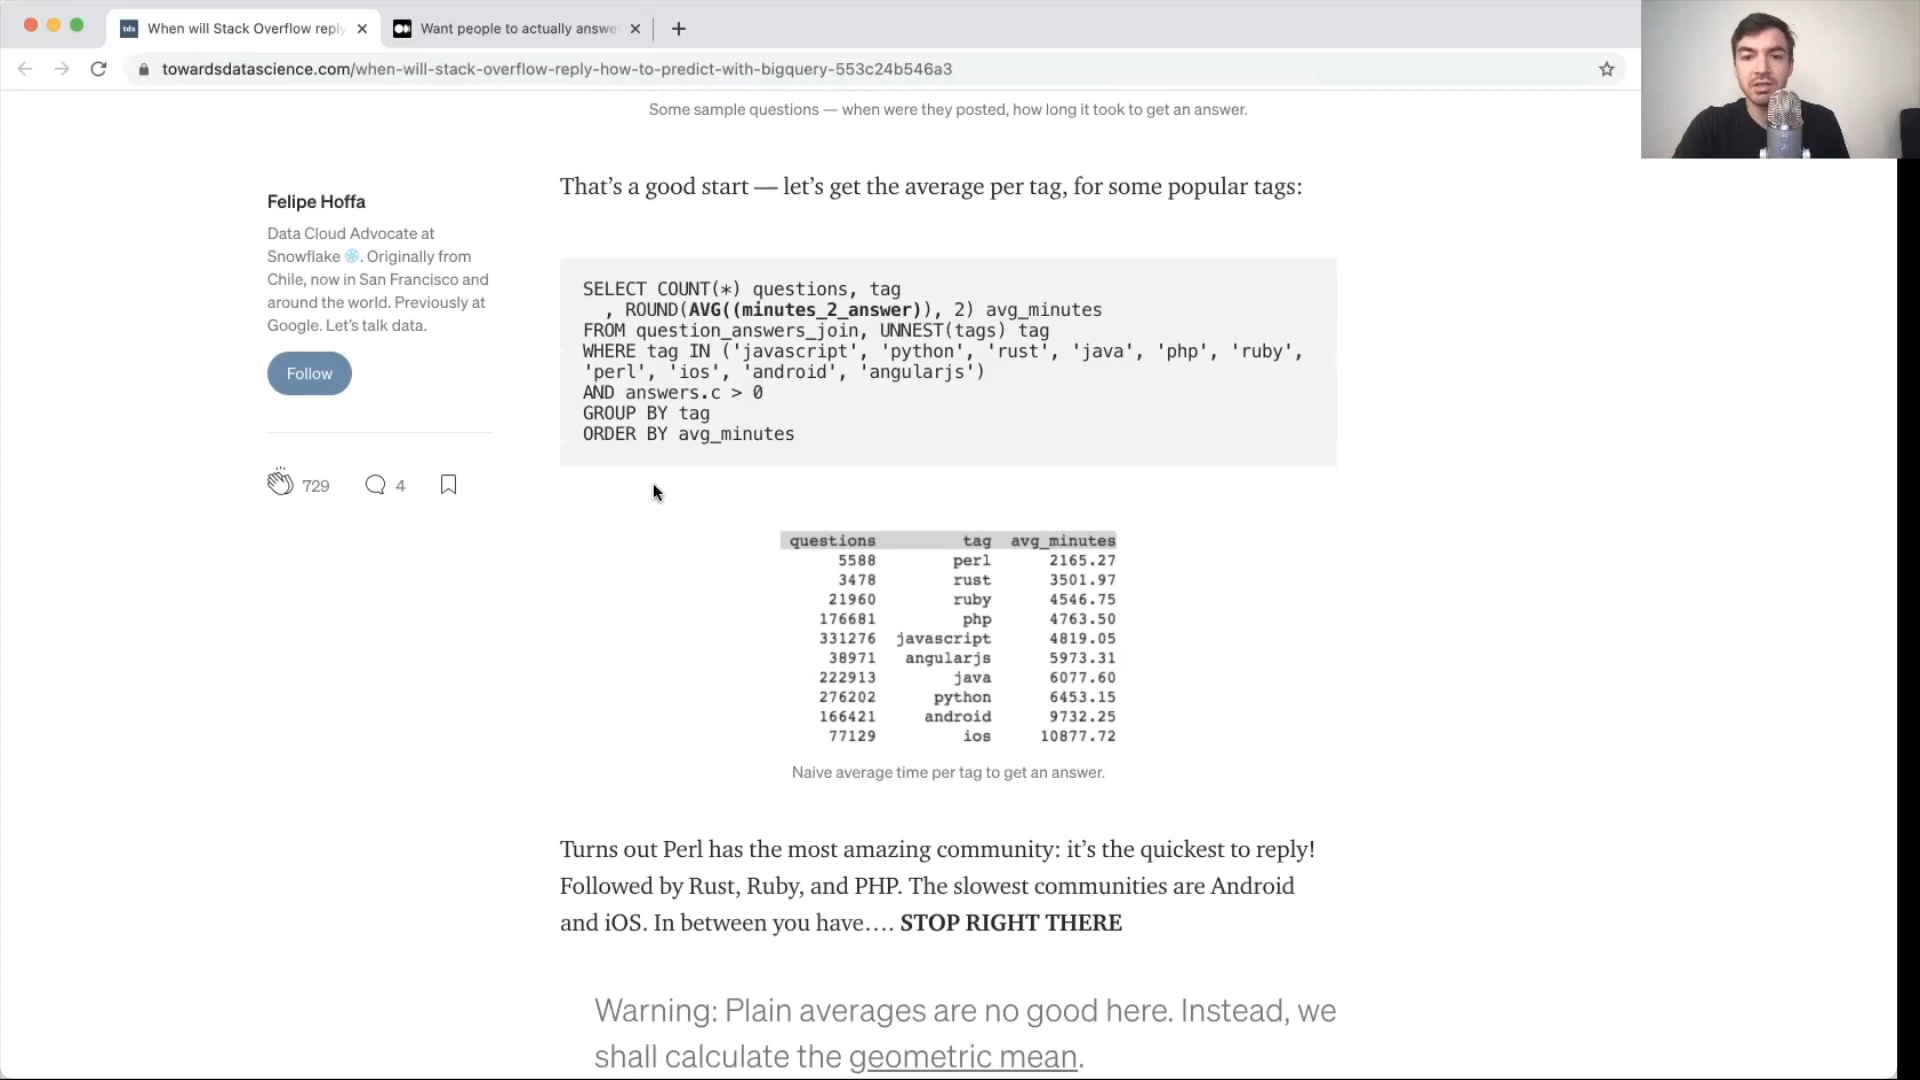 When will Stack Overflow reply
Want people to actually answe
towardsdatascience.com/when-will-stack-overflow-reply-how-to-predict-with-bigquery-553c24b546a3
Some sample questions — when were they posted, how long it took to get an answer.
Felipe Hoffa
Data Cloud Advocate at
Snowflake ❄️. Originally from
Chile, now in San Francisco and
around the world. Previously at
Google. Let’s talk data.
Follow
729 4
That’s a good start — let’s get the average per tag, for some popular tags:
SELECT COUNT(*) questions, tag
, ROUND(AVG((minutes_2_answer)), 2) avg_minutes
FROM question_answers_join, UNNEST(tags) tag
WHERE tag IN ('javascript', 'python', 'rust', 'java', 'php', 'ruby',
'perl', 'ios', 'android', 'angularjs')
AND answers.c > 0
GROUP BY tag
ORDER BY avg_minutes
questions tag avg_minutes
5588 perl 2165.27
3478 rust 3501.97
21960 ruby 4546.75
176681 php 4763.50
331276 javascript 4819.05
38971 angularjs 5973.31
222913 java 6077.60
276202 python 6453.15
166421 android 9732.25
77129 ios 10877.72
Naive average time per tag to get an answer.
Turns out Perl has the most amazing community: it’s the quickest to reply!
Followed by Rust, Ruby, and PHP. The slowest communities are Android
and iOS. In between you have…. STOP RIGHT THERE
Warning: Plain averages are no good here. Instead, we
shall calculate the geometric mean.